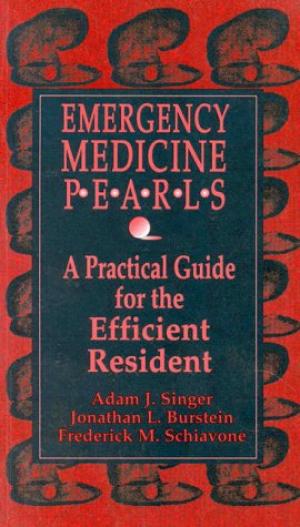 EMERGENCY
MEDICINE
P•E•A•R•L•S
A Practical Guide
for the
Efficient
Resident
Adam J. Singer
Jonathan L. Burstein
Frederick M. Schiavone